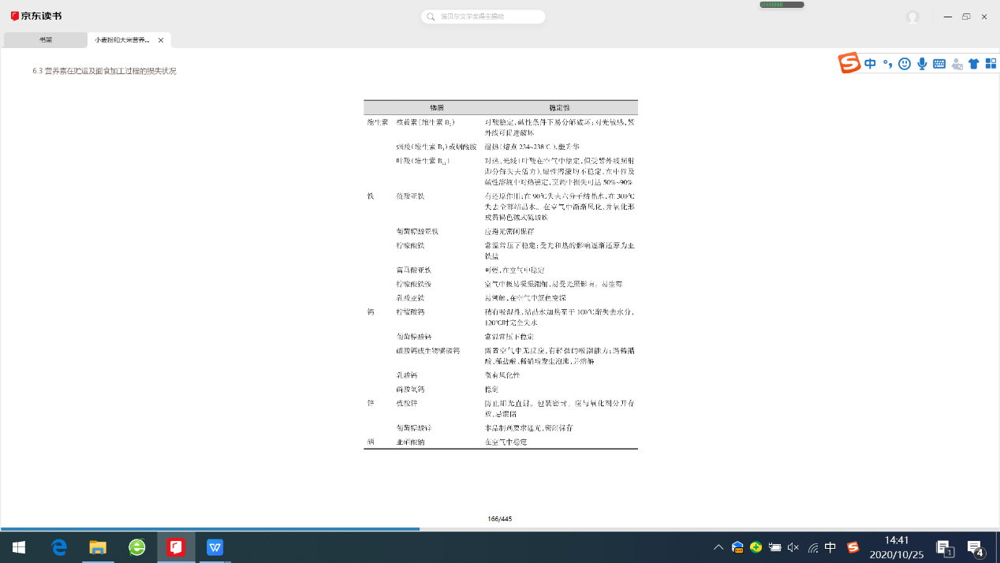 京东读书
诺贝尔文学奖得主揭晓
书架
小麦粉和大米营养...
6.3 营养素在贮运及面食加工过程的损失状况
中
物质 稳定性
维生素 核黄素(维生素B2) 对酸稳定,碱性条件下易分解破坏;对光敏感,紫
外线可促进破坏
烟酸(维生素B3)或烟酰胺 耐热(熔点234~238℃),能升华
叶酸(维生素B11) 对热、光线(叶酸在空气中稳定,但受紫外线照射
即分解失去活力)、酸性溶液均不稳定,在中性及
碱性溶液中对热稳定,烹调中损失可达50%~90%
铁 硫酸亚铁 有还原作用;在90℃失去六分子结晶水,在300℃
失去全部结晶水。在空气中渐渐风化,并氧化形
成黄褐色碱式硫酸铁
葡萄糖酸亚铁 应避光密闭保存
柠檬酸铁 常温常压下稳定;受光和热的影响逐渐还原为亚
铁盐
富马酸亚铁 可燃,在空气中稳定
柠檬酸铁铵 空气中极易吸湿潮解,易受光照影响。易生霉
乳酸亚铁 易潮解,在空气中颜色变深
钙 柠檬酸钙 稍有吸湿性,结晶水加热至于100℃渐失去水分,
120℃时完全失水
葡萄糖酸钙 常温常压下稳定
碳酸钙或生物碳酸钙 露置空气中无反应,有轻微的吸潮能力;遇稀醋
酸、稀盐酸、稀硝酸发生泡沸,并溶解
乳酸钙 微有风化性
磷酸氢钙 稳定
锌 硫酸锌 防止阳光直射。包装密封。应与氧化剂分开存
放,忌混储
葡萄糖酸锌 本品制剂要求遮光,密闭保存
硒 亚硒酸钠 在空气中稳定
166/445
中
14:41
2020/10/25
1
4